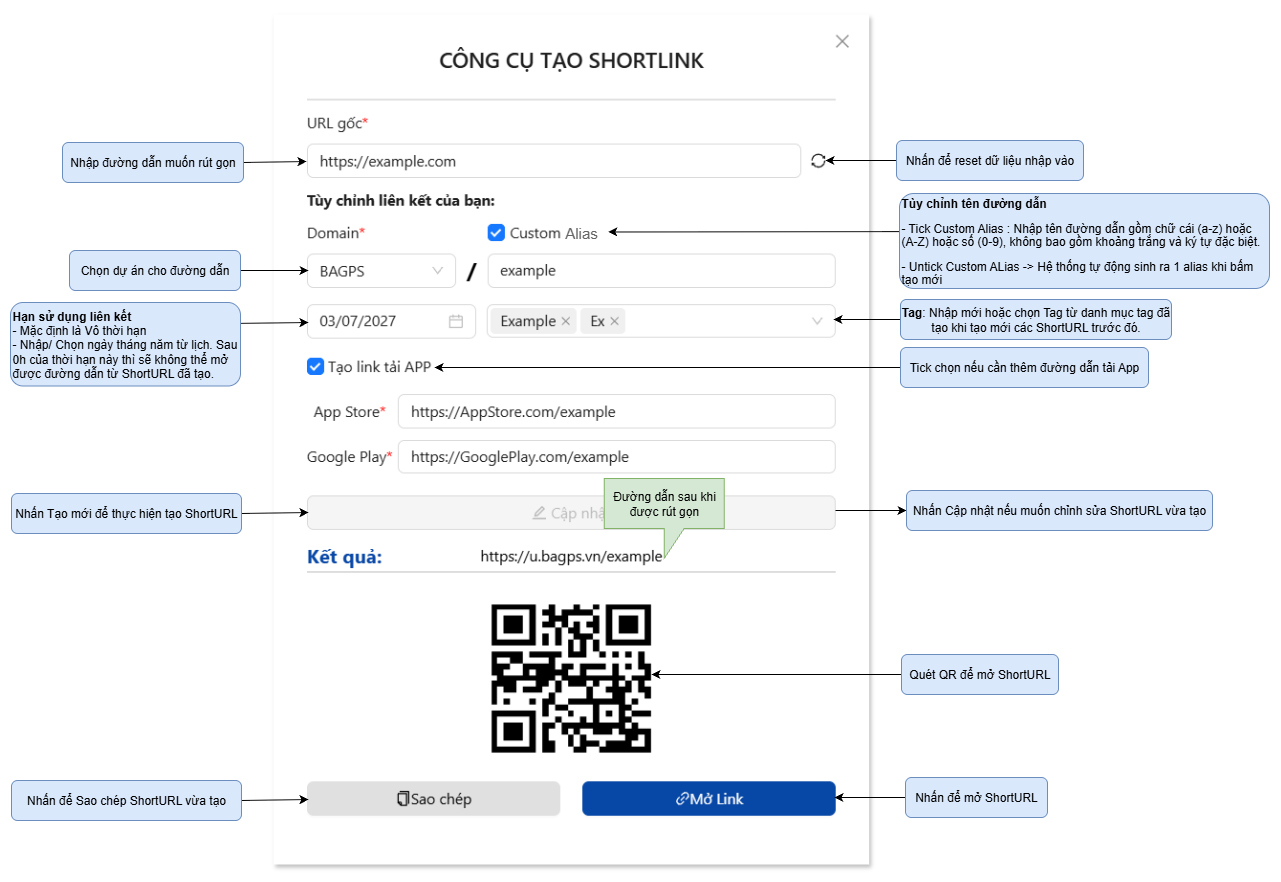 CÔNG CỤ TẠO SHORTLINK
URL gốc*
Nhập đường dẫn muốn rút gọn
https://example.com
Nhấn để reset dữ liệu nhập vào
Tùy chỉnh liên kết của bạn:
Domain*
Custom Alias
Tùy chỉnh tên đường dẫn
- Tick Custom Alias : Nhập tên đường dẫn gồm chữ cái (a-z) hoặc
(A-Z) hoặc số (0-9), không bao gồm khoảng trắng và ký tự đặc biệt.
- Untick Custom ALias -> Hệ thống tự động sinh ra 1 alias khi bấm
tạo mới
Chọn dự án cho đường dẫn
BAGPS
/
example
Hạn sử dụng liên kết
- Mặc định là Vô thời hạn
- Nhập/ Chọn ngày tháng năm từ lịch. Sau
0h của thời hạn này thì sẽ không thể mở
được đường dẫn từ ShortURL đã tạo.
03/07/2027
Example
Ex
Tag: Nhập mới hoặc chọn Tag từ danh mục tag đã
tạo khi tạo mới các ShortURL trước đó.
Tạo link tải APP
Tick chọn nếu cần thêm đường dẫn tải App
App Store*
https://AppStore.com/example
Google Play*
https://GooglePlay.com/example
Đường dẫn sau khi
được rút gọn
Nhấn Tạo mới để thực hiện tạo ShortURL
Cập nhậ
Nhấn Cập nhật nếu muốn chỉnh sửa ShortURL vừa tạo
Kết quả:
https://u.bagps.vn/example
Quét QR để mở ShortURL
Nhấn để Sao chép ShortURL vừa tạo
Sao chép
Mở Link
Nhấn để mở ShortURL